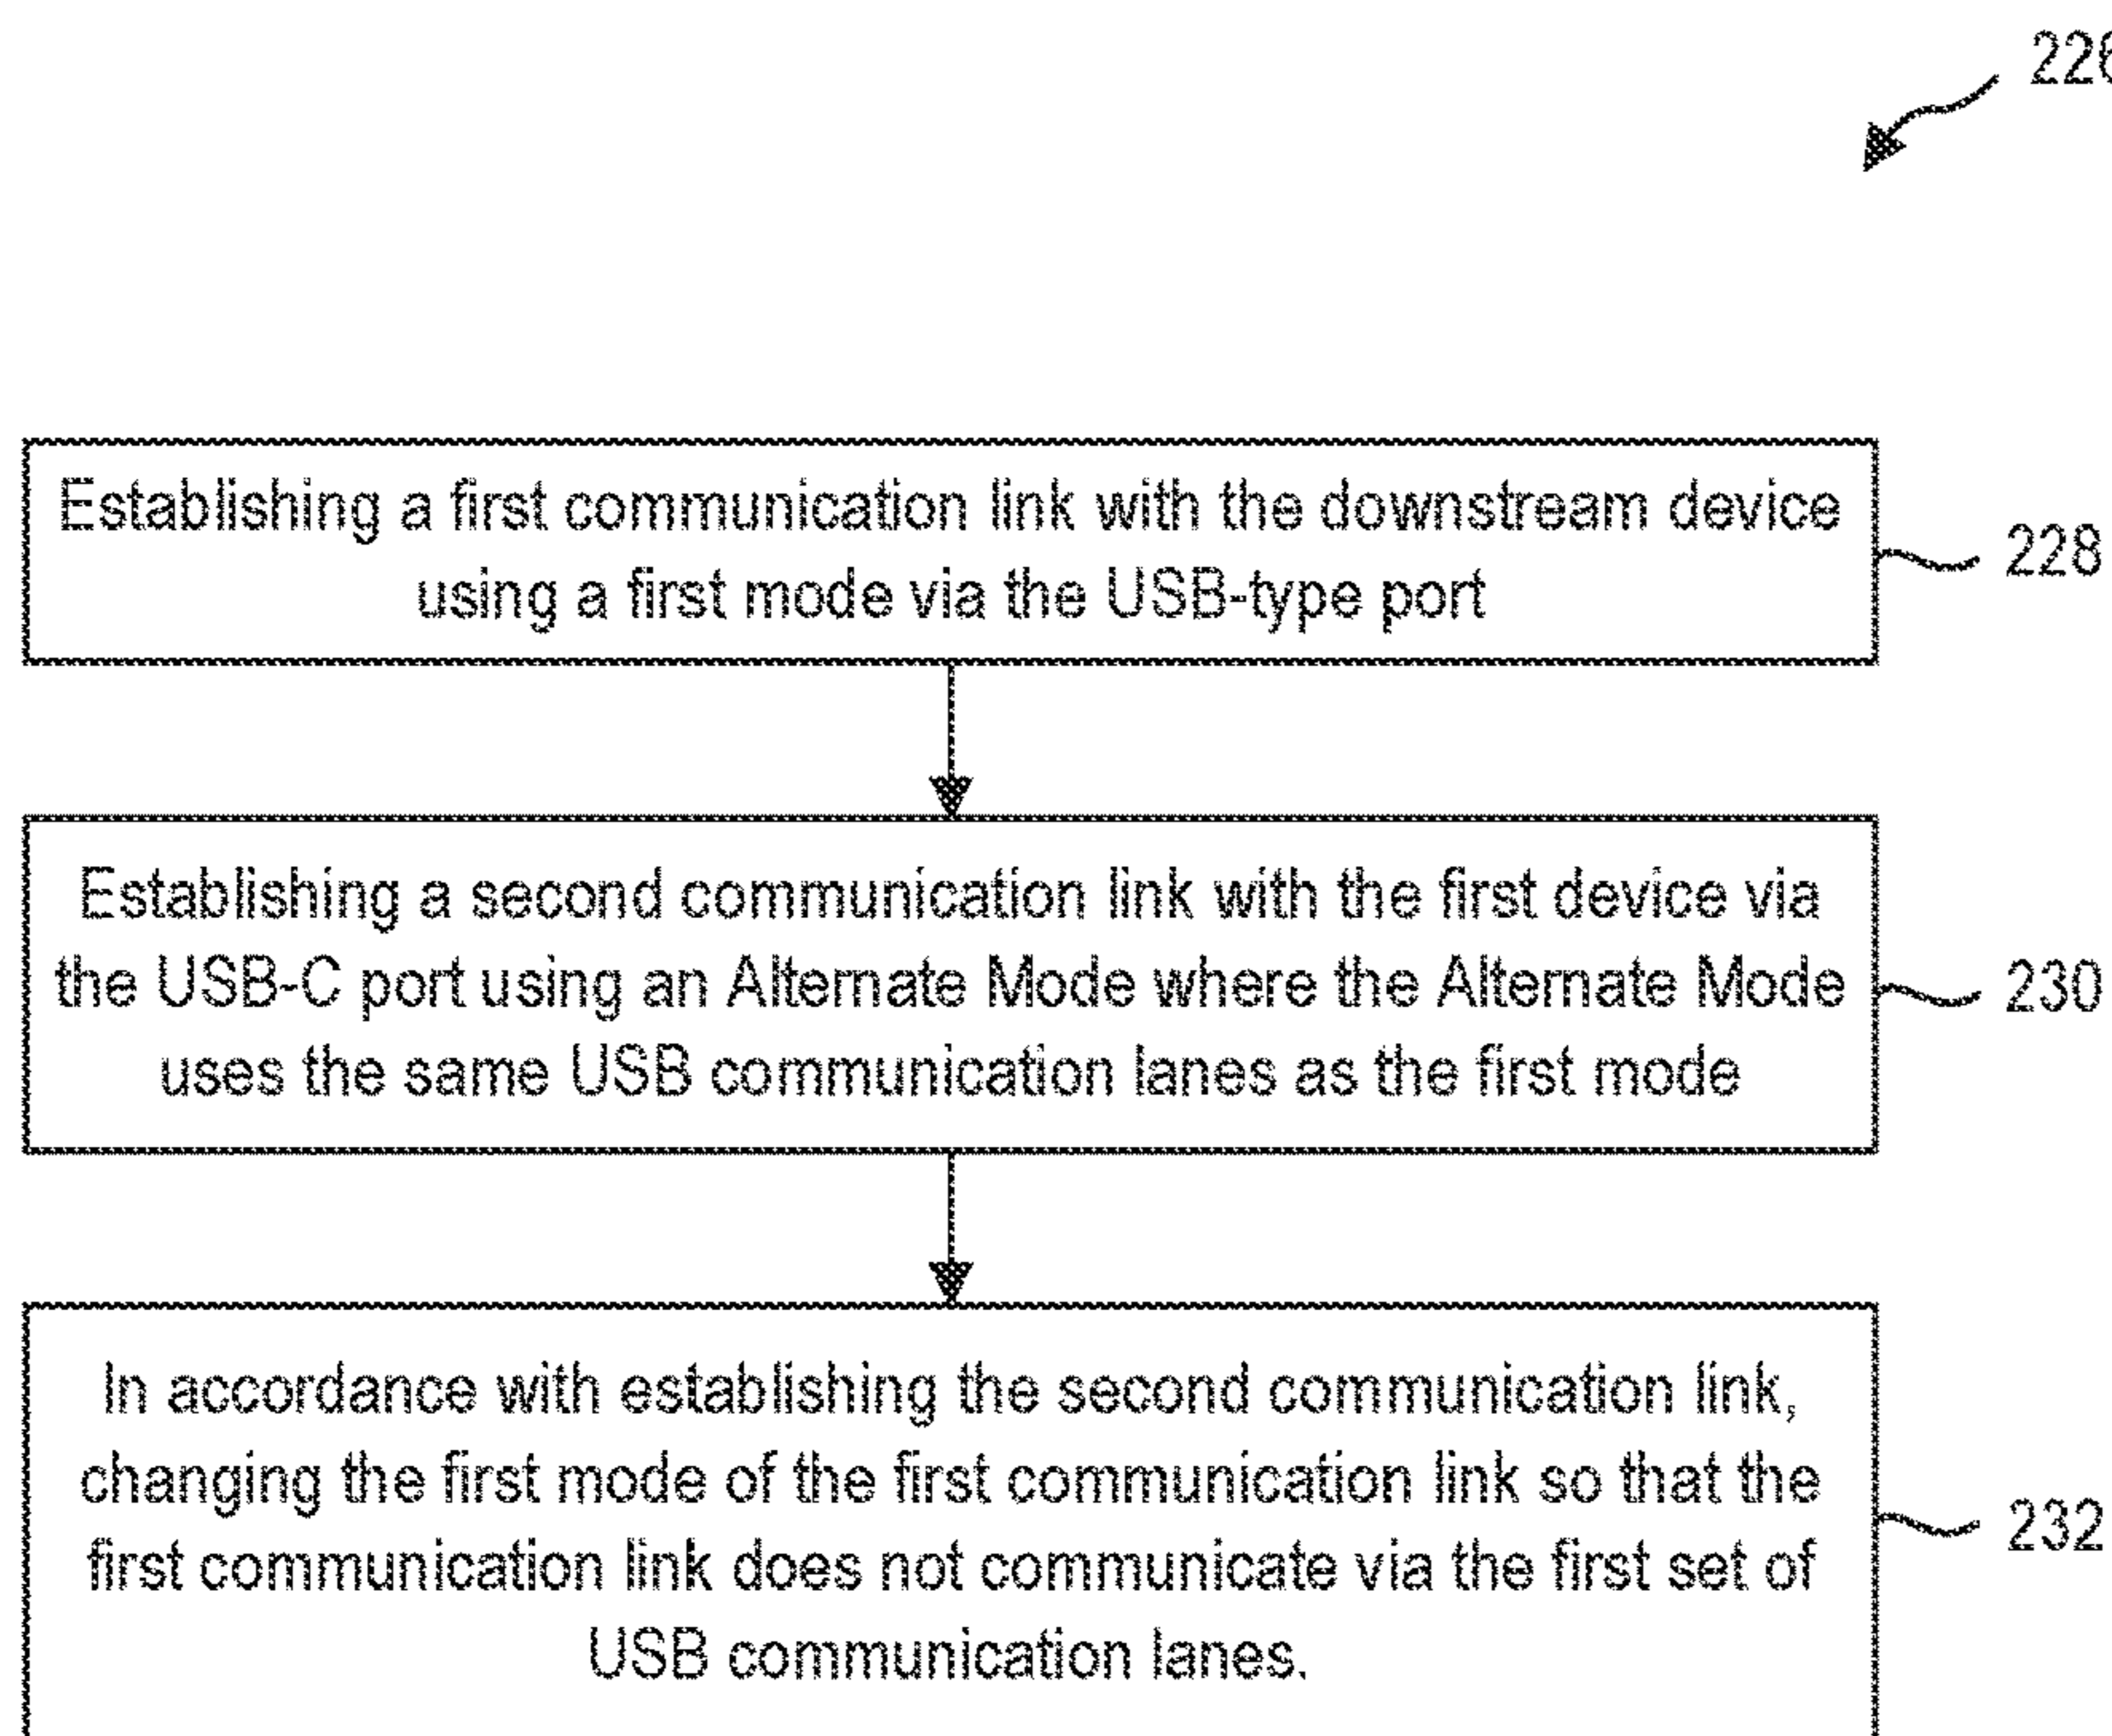 226
Establishing a first communication link with the downstream device
using a first mode via the USB-type port
228
Establishing a second communication link with the first device via
the USB-C port using an Alternate Mode where the Alternate Mode
uses the same USB communication lanes as the first mode
230
In accordance with establishing the second communication link,
changing the first mode of the first communication link so that the
first communication link does not communicate via the first set of
USB communication lanes.
232